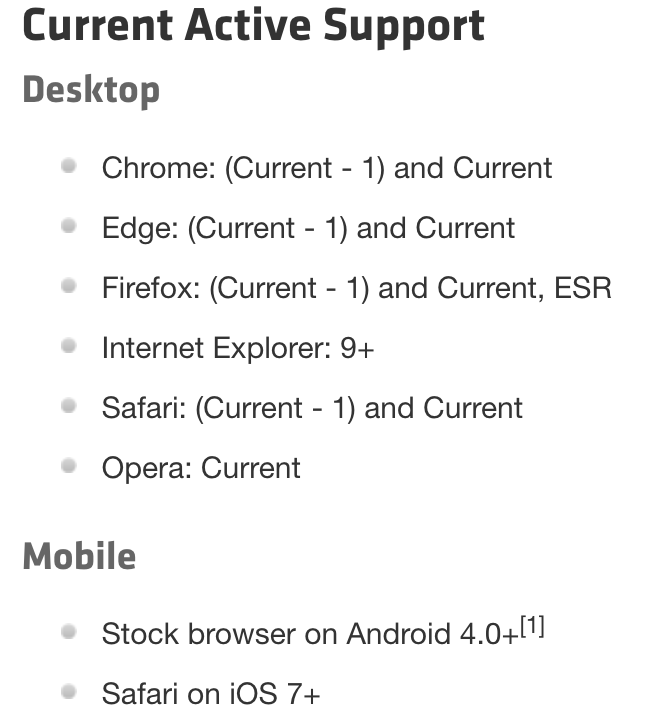 Current Active Support
Desktop
Chrome: (Current - 1) and Current
Edge: (Current - 1) and Current
Firefox: (Current - 1) and Current, ESR
Internet Explorer: 9+
Safari: (Current - 1) and Current
Opera: Current
Mobile
Stock browser on Android 4.0+[1]
Safari on iOS 7+